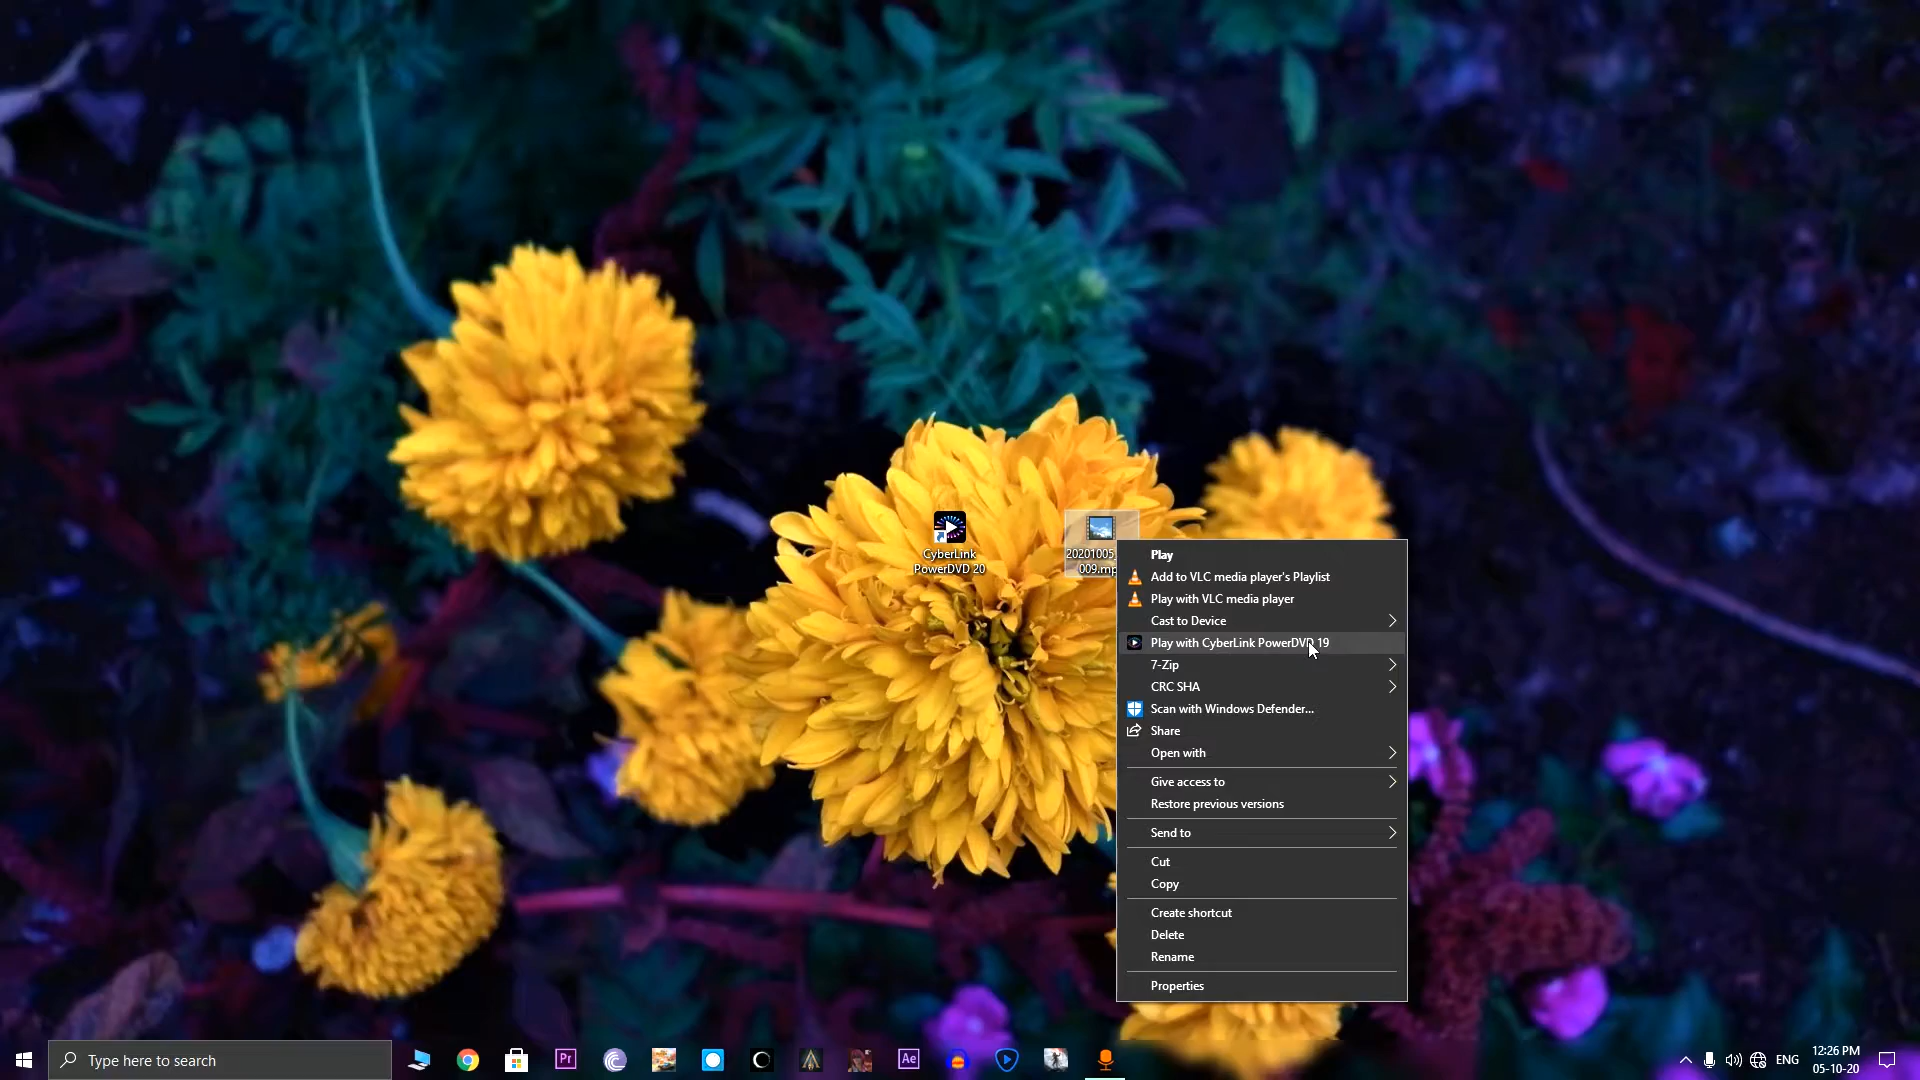 CyberLink
PowerDVD 20
20201005
009.mp
Play
Add to VLC media player's Playlist
Play with VLC media player
Cast to Device
Play with CyberLink PowerDVD 19
7-Zip
CRC SHA
Scan with Windows Defender...
Share
Open with
Give access to
Restore previous versions
Send to
Cut
Copy
Create shortcut
Delete
Rename
Properties
Type here to search
Pr
Ae
ENG
12:26 PM
05-10-20